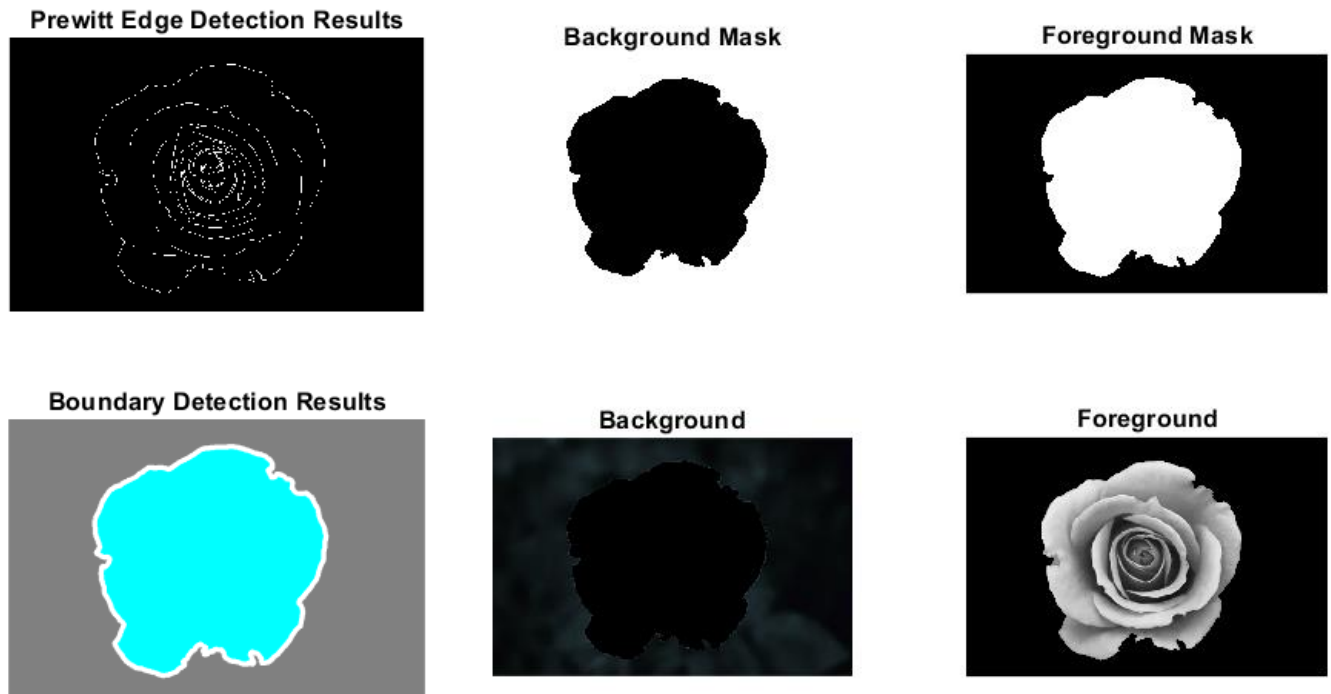 Prewitt Edge Detection Results
Background Mask
Foreground Mask
Boundary Detection Results
Background
Foreground